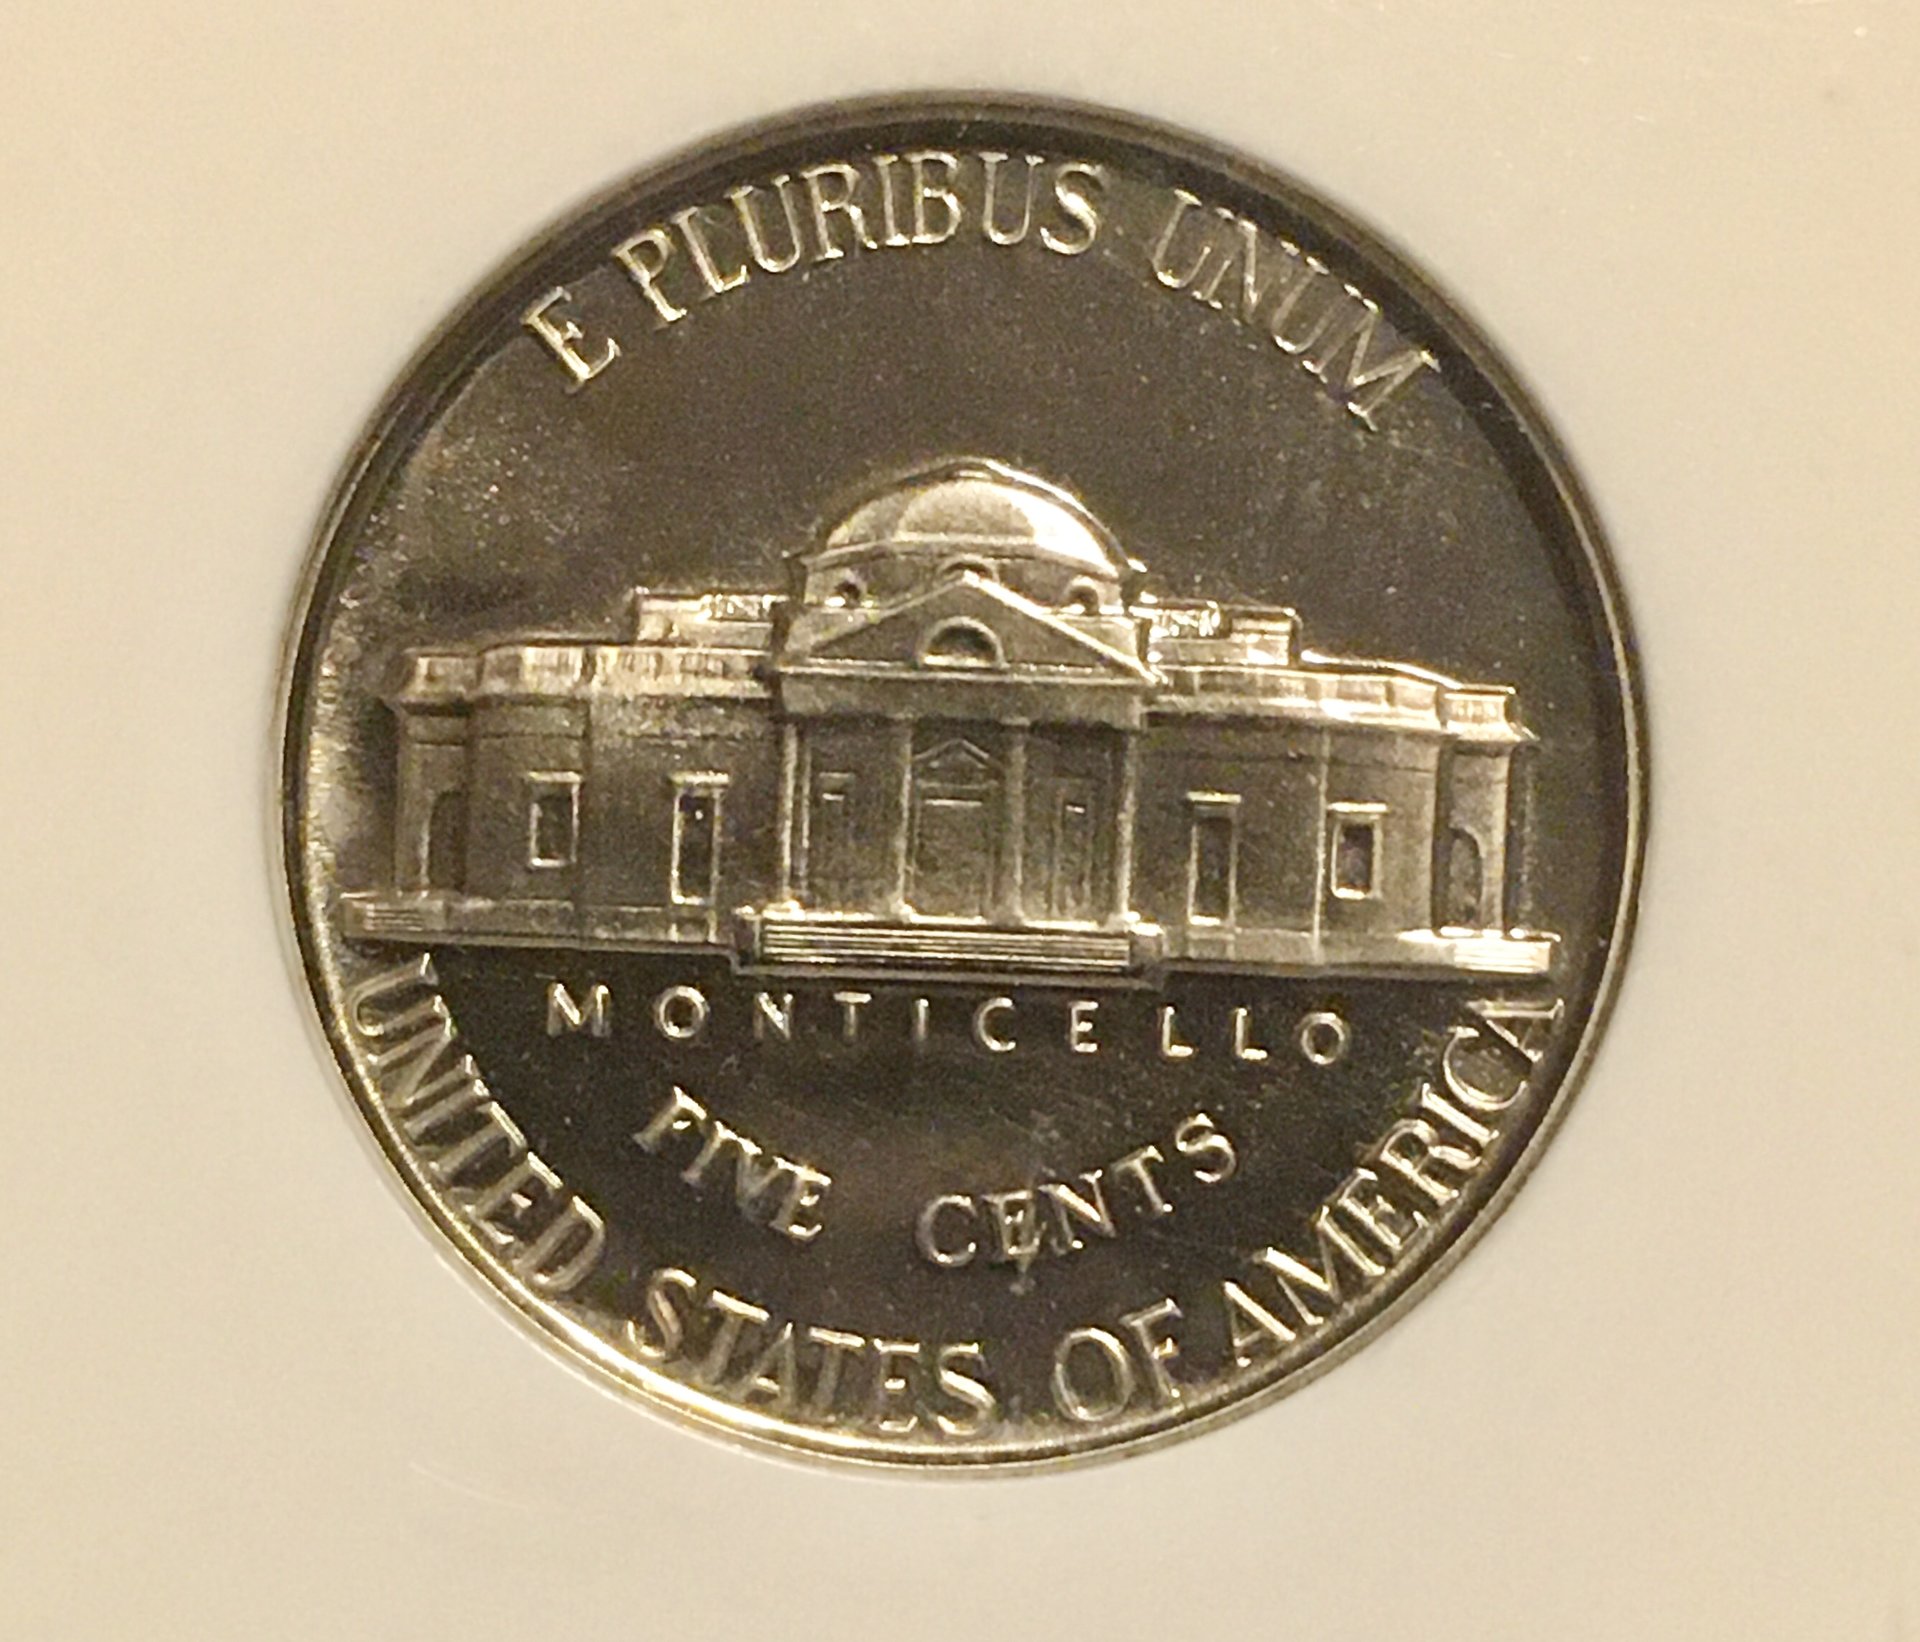 E PLURIBUS UNUM
MONTICELLO
FIVE CENTS
UNITED STATES OF AMERICA